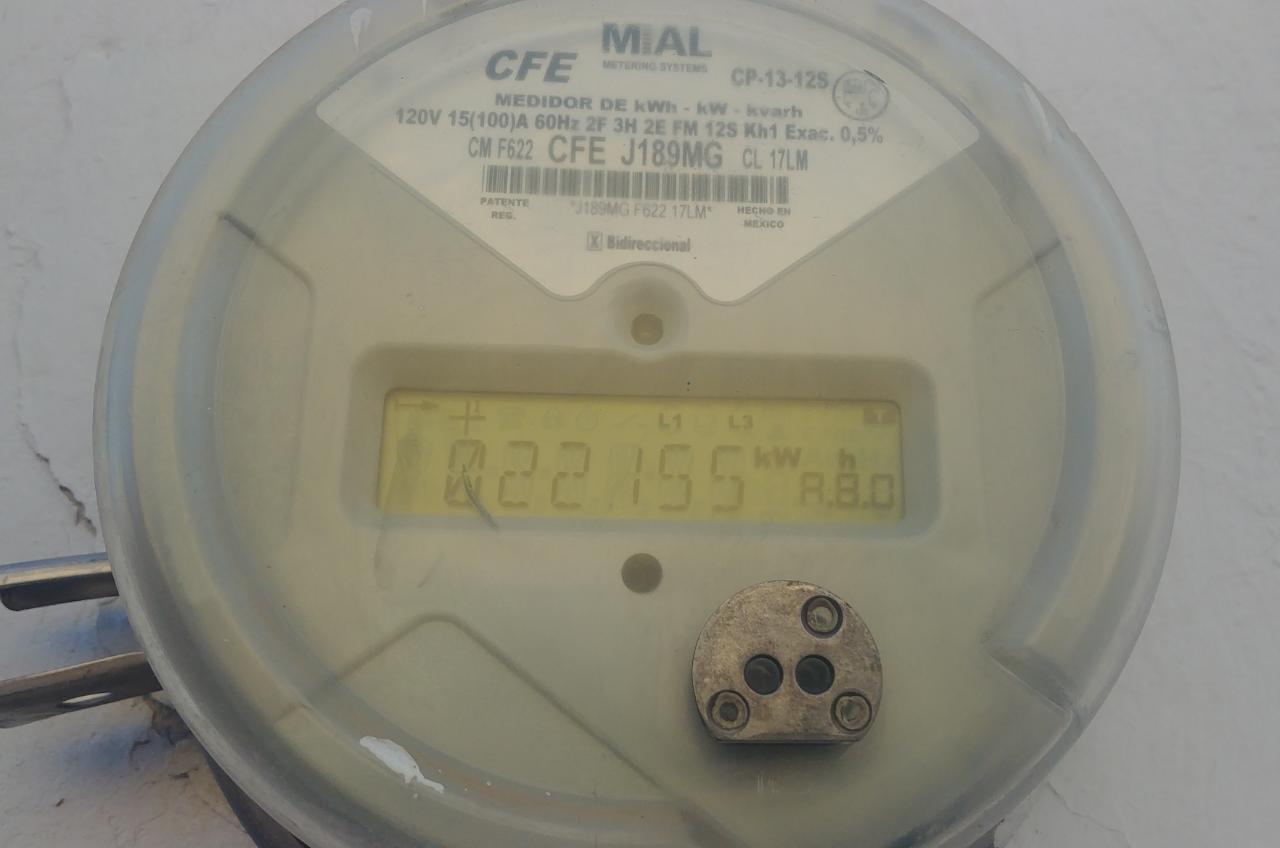 MIAL
METERING SYSTEMS
CFE
CP-13-12S
MEDIDOR DE kWh - kW - kvarh
120V 15(100)A 60Hz 2F 3H 2E FM 12S Kh1 Exac. 0,5%
CM F622 CFE J189MG CL 17LM
PATENTE REG.
*J189MG F622 17LM*
HECHO EN MEXICO
X Bidireccional
L1 L3 T
022155 kW h A.8.0